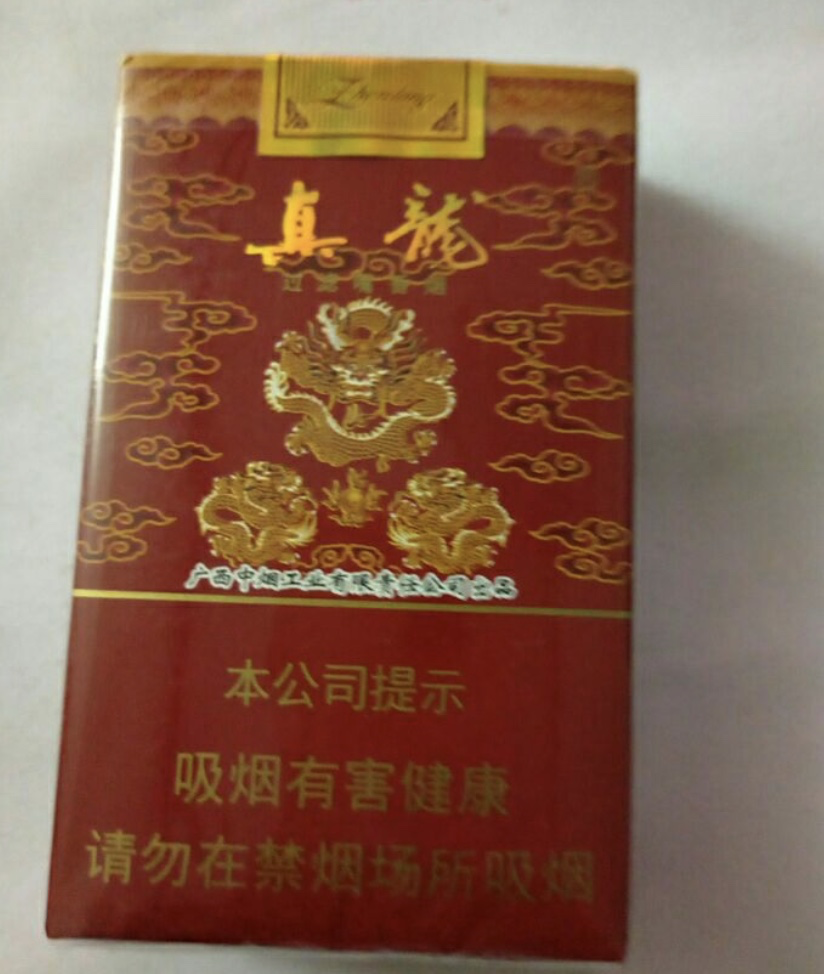 Zhenlong
真龍
广西中烟工业有限责任公司出品
本公司提示
吸烟有害健康
请勿在禁烟场所吸烟